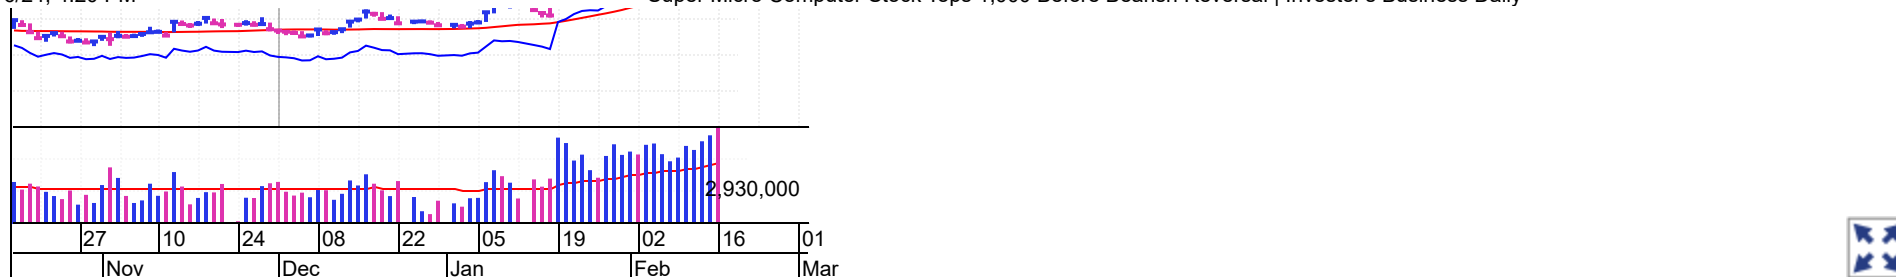 Super Micro Computer Stock Tops 1,000 Before Bearish Reversal | Investor's Business Daily
2,930,000
27 10 24 08 22 05 19 02 16 01
Nov Dec Jan Feb Mar